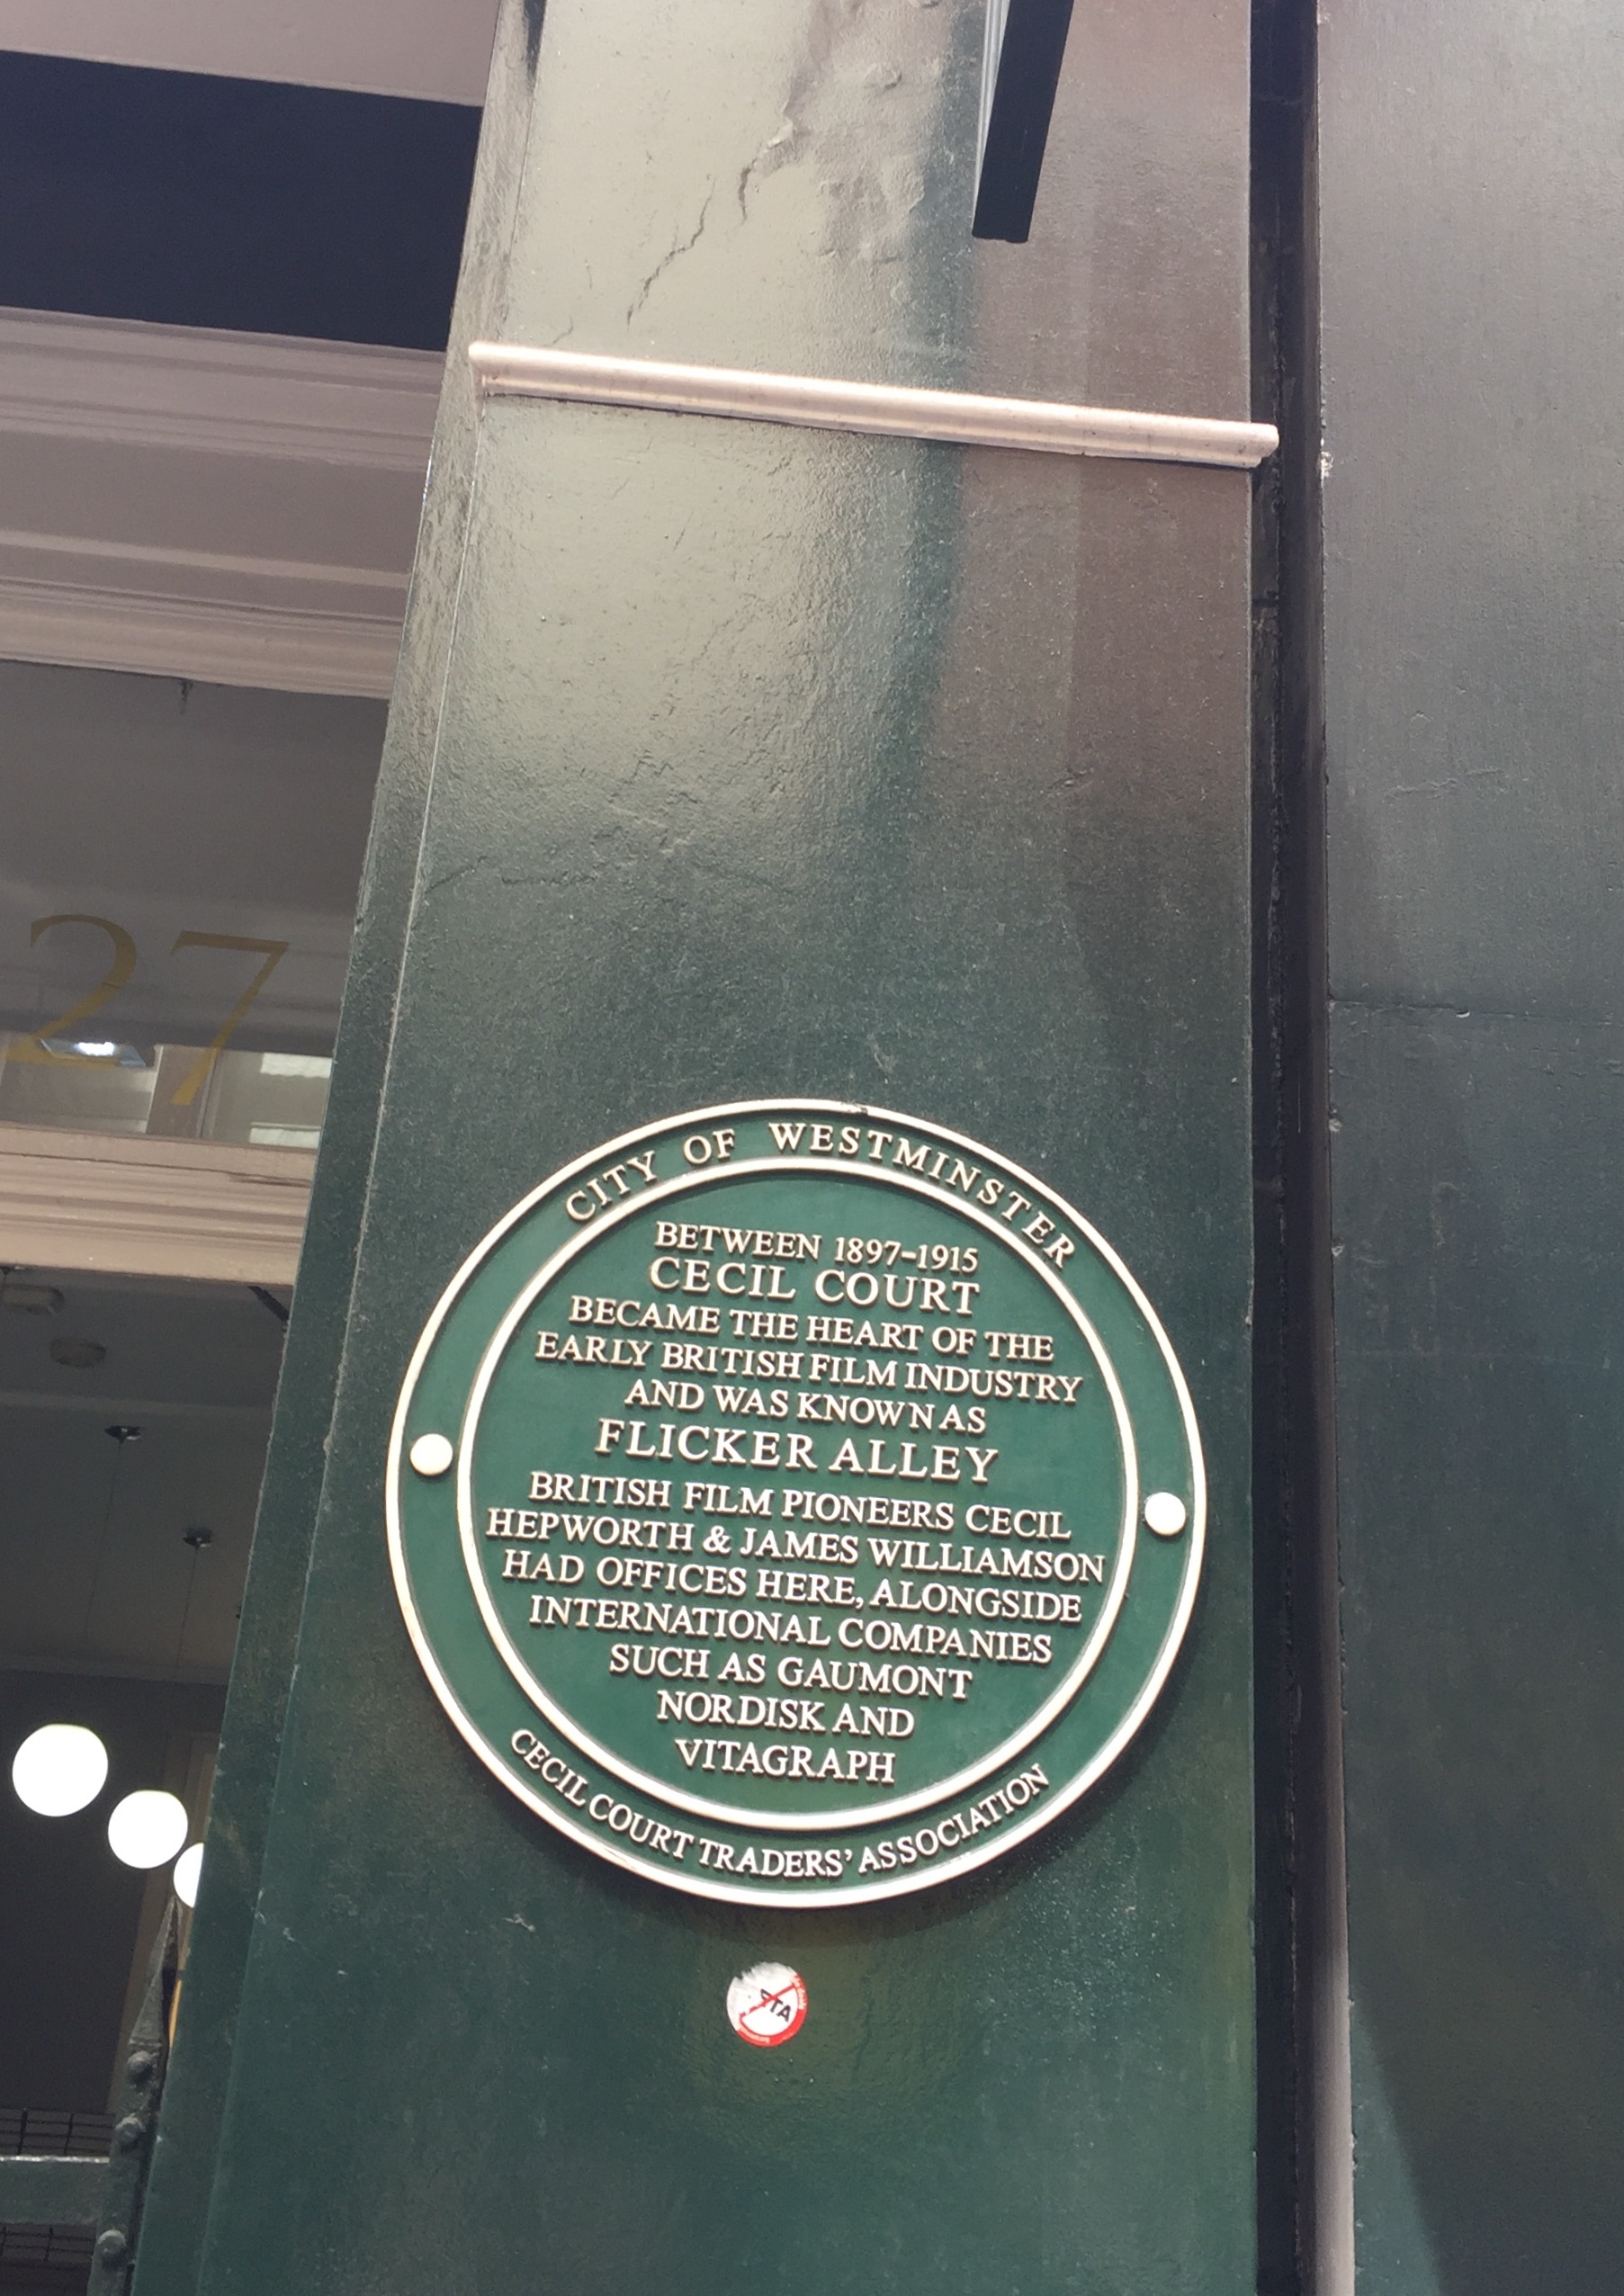 27
CITY OF WESTMINSTER
BETWEEN 1897-1915
CECIL COURT
BECAME THE HEART OF THE
EARLY BRITISH FILM INDUSTRY
AND WAS KNOWN AS
FLICKER ALLEY
BRITISH FILM PIONEERS CECIL
HEPWORTH & JAMES WILLIAMSON
HAD OFFICES HERE, ALONGSIDE
INTERNATIONAL COMPANIES
SUCH AS GAUMONT
NORDISK AND
VITAGRAPH
CECIL COURT TRADERS' ASSOCIATION